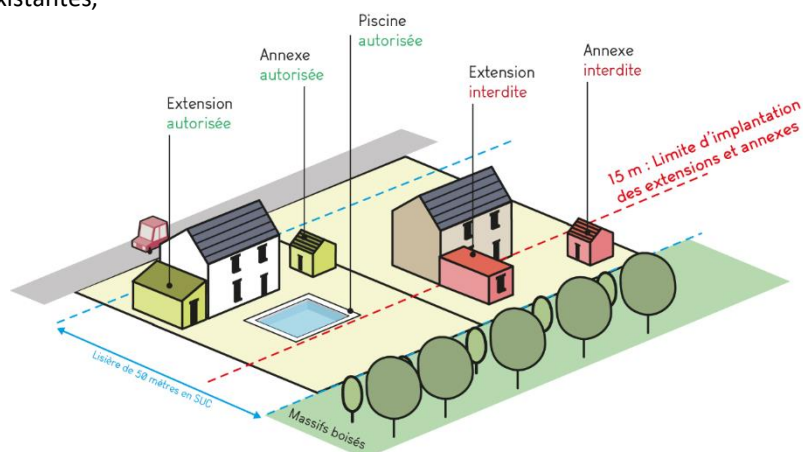 existantes;
Piscine
autorisée
Annexe
autorisée
Annexe
interdite
Extension
interdite
Extension
autorisée
15 m : Limite d'implantation
des extensions et annexes
Lisière de 50 mètres en SUC
Massifs boisés